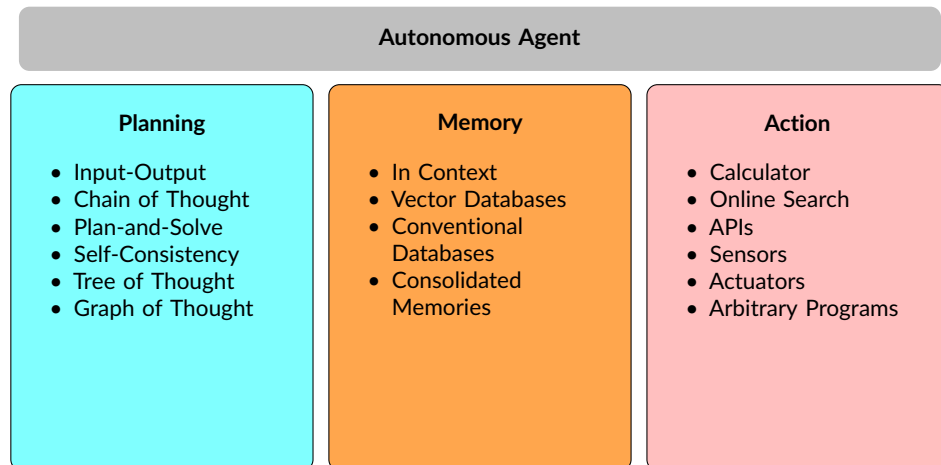 Autonomous Agent
Planning
• Input-Output
• Chain of Thought
• Plan-and-Solve
• Self-Consistency
• Tree of Thought
• Graph of Thought
Memory
• In Context
• Vector Databases
• Conventional
Databases
• Consolidated
Memories
Action
• Calculator
• Online Search
• APIs
• Sensors
• Actuators
• Arbitrary Programs